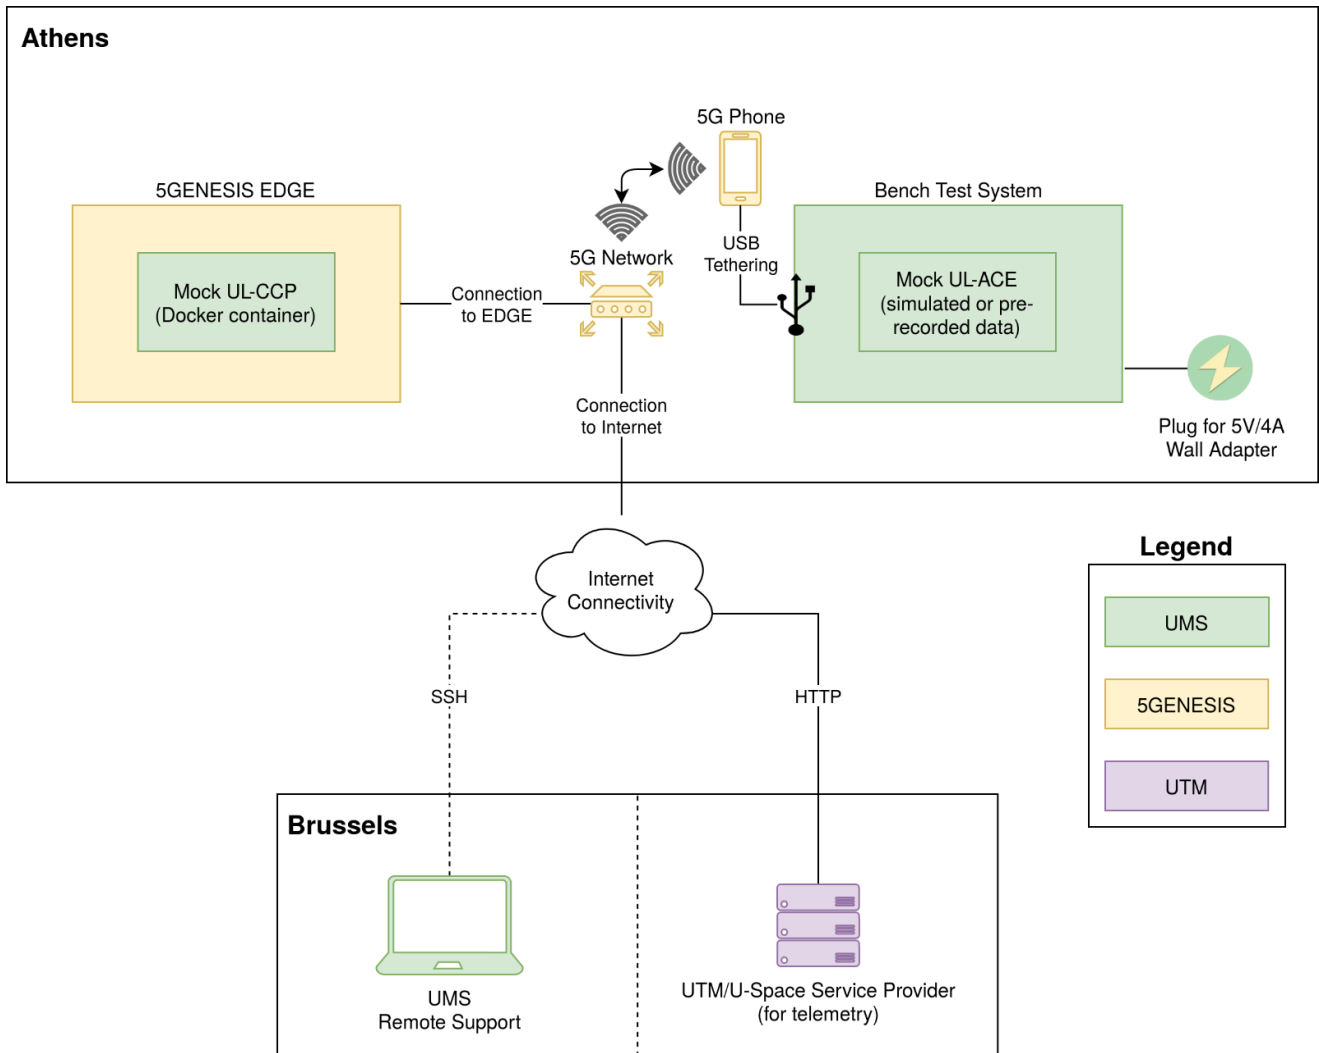 Athens
5G Phone
5GENESIS EDGE
Bench Test System
Mock UL-CCP
(Docker container)
5G Network
USB
Tethering
Mock UL-ACE
(simulated or pre-
recorded data)
Connection
to EDGE
Connection
to Internet
Plug for 5V/4A
Wall Adapter
Internet
Connectivity
SSH
HTTP
Legend
UMS
5GENESIS
UTM
Brussels
UMS
Remote Support
UTM/U-Space Service Provider
(for telemetry)